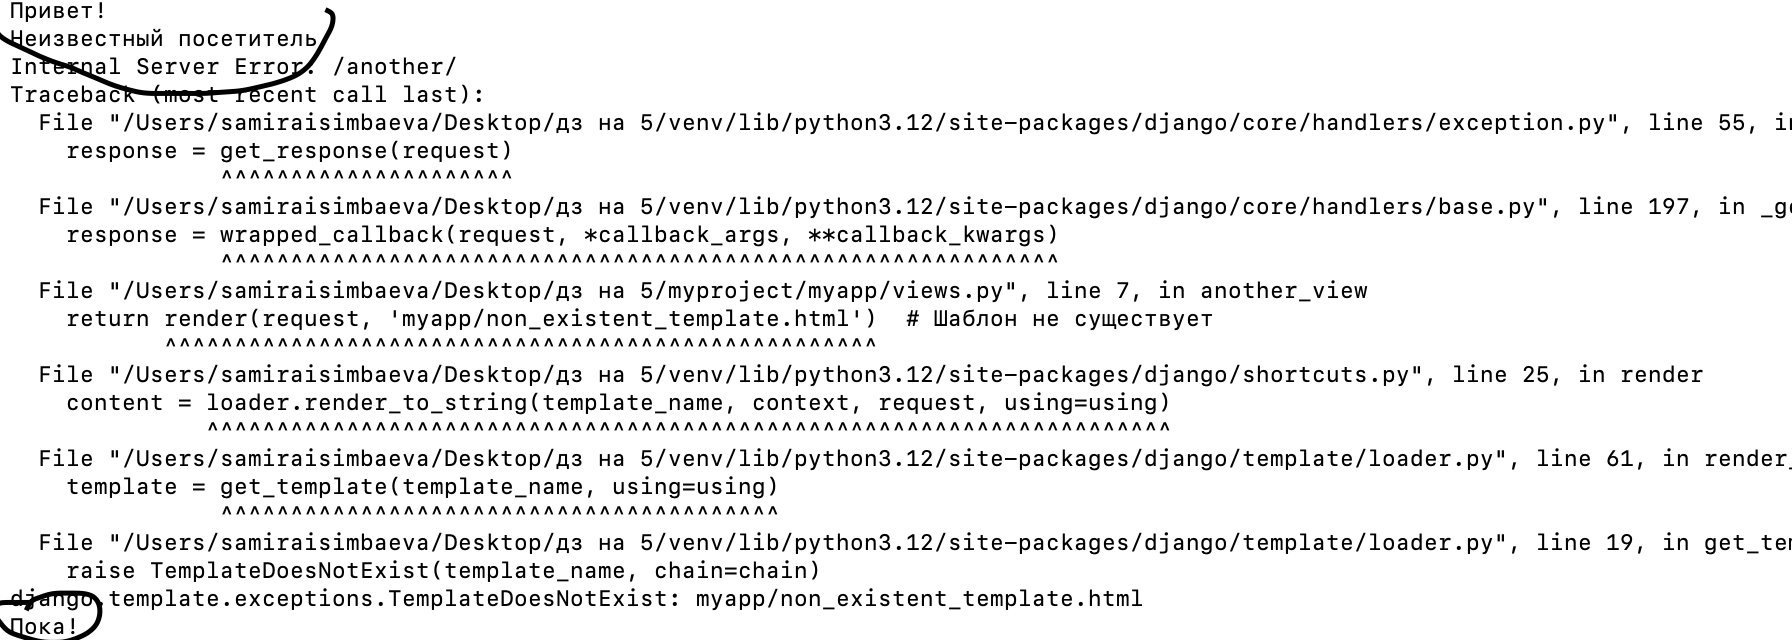 Привет!
Неизвестный посетитель
Internal Server Error: /another/
Traceback (most recent call last):
  File "/Users/samiraisimbaeva/Desktop/дз на 5/venv/lib/python3.12/site-packages/django/core/handlers/exception.py", line 55, in
    response = get_response(request)
               ^^^^^^^^^^^^^^^^^^^^^
  File "/Users/samiraisimbaeva/Desktop/дз на 5/venv/lib/python3.12/site-packages/django/core/handlers/base.py", line 197, in _ge
    response = wrapped_callback(request, *callback_args, **callback_kwargs)
               ^^^^^^^^^^^^^^^^^^^^^^^^^^^^^^^^^^^^^^^^^^^^^^^^^^^^^^^^^^^^
  File "/Users/samiraisimbaeva/Desktop/дз на 5/myproject/myapp/views.py", line 7, in another_view
    return render(request, 'myapp/non_existent_template.html')  # Шаблон не существует
           ^^^^^^^^^^^^^^^^^^^^^^^^^^^^^^^^^^^^^^^^^^^^^^^^^^^
  File "/Users/samiraisimbaeva/Desktop/дз на 5/venv/lib/python3.12/site-packages/django/shortcuts.py", line 25, in render
    content = loader.render_to_string(template_name, context, request, using=using)
              ^^^^^^^^^^^^^^^^^^^^^^^^^^^^^^^^^^^^^^^^^^^^^^^^^^^^^^^^^^^^^^^^^^^^^
  File "/Users/samiraisimbaeva/Desktop/дз на 5/venv/lib/python3.12/site-packages/django/template/loader.py", line 61, in render_
    template = get_template(template_name, using=using)
               ^^^^^^^^^^^^^^^^^^^^^^^^^^^^^^^^^^^^^^^^
  File "/Users/samiraisimbaeva/Desktop/дз на 5/venv/lib/python3.12/site-packages/django/template/loader.py", line 19, in get_tem
    raise TemplateDoesNotExist(template_name, chain=chain)
django.template.exceptions.TemplateDoesNotExist: myapp/non_existent_template.html
Пока!